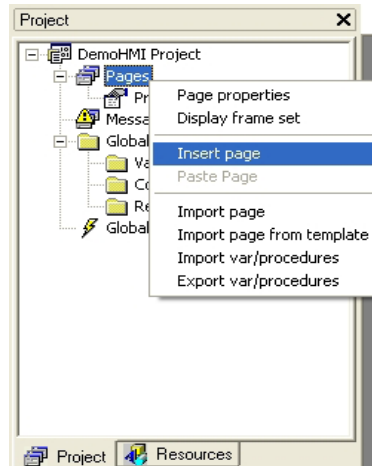 Project
DemoHMI Project
Pages
Pr
Messa
Global
Va
Co
Re
Global
Page properties
Display frame set
Insert page
Paste Page
Import page
Import page from template
Import var/procedures
Export var/procedures
Project
Resources